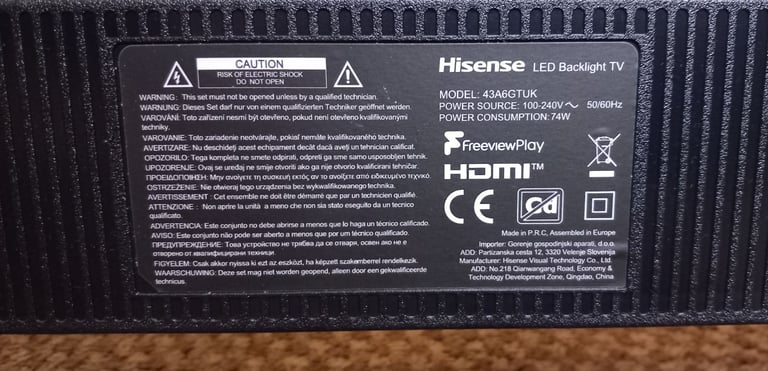 CAUTION
RISK OF ELECTRIC SHOCK
DO NOT OPEN
WARNING: This set must not be opened unless by a qualified technician.
WARNUNG: Dieses Set darf nur von einem qualifizierten Techniker geöffnet werden.
VAROVÁNÍ: Toto zařízení nesmí být otevřeno, pokud není otevřeno kvalifikovanými
techniky.
VAROVANIE: Toto zariadenie neotvárajte, pokiaľ nemáte kvalifikovaného technika.
AVERTIZARE: Nu deschideți acest echipament decât dacă aveți un tehnician calificat.
OPOZORILO: Tega kompleta ne smete odpirati, odpreti ga sme samo usposobljen tehnik.
UPOZORENJE: Ovaj se uređaj ne smije otvarati ako ga nije otvorio kvalificirani tehničar.
ΠΡΟΕΙΔΟΠΟΙΗΣΗ: Μην ανοίγετε τη συσκευή εκτός αν το ανοίξετε από ειδικευμένο τεχνικό.
OSTRZEŻENIE: Nie otwieraj tego urządzenia bez wykwalifikowanego technika.
AVERTISSEMENT : Cet ensemble ne doit être démarré que par un technicien qualifié.
ATTENZIONE : Non aprire la unità a meno che non sia stato eseguito da un tecnico
qualificato.
ADVERTENCIA: Este conjunto no debe abrirse a menos que lo haga un técnico calificado.
AVISO: Este conjunto não pode ser aberto a menos que por um técnico qualificado.
ПРЕДУПРЕЖДЕНИЕ: Това устройство не трябва да се отваря, освен ако не е
отворено от квалифицирани техници.
FIGYELEM: Csak akkor nyissa ki ezt az eszközt, ha képzett szakemberrel rendelkezik.
WAARSCHUWING: Deze set mag niet worden geopend, alleen door een gekwalificeerde
technicus.
Hisense LED Backlight TV
MODEL: 43A6GTUK
POWER SOURCE: 100-240V～ 50/60Hz
POWER CONSUMPTION: 74W
FreeviewPlay
HDMI™
CE
Cd
Made in P.R.C, Assembled in Europe
Importer: Gorenje gospodinjski aparati, d.o.o.
ADD: Partizanska cesta 12, 3320 Velenje Slovenija
Manufacturer: Hisense Visual Technology Co., Ltd.
ADD: No.218 Qianwangang Road, Economy &
Technology Development Zone, Qingdao, China